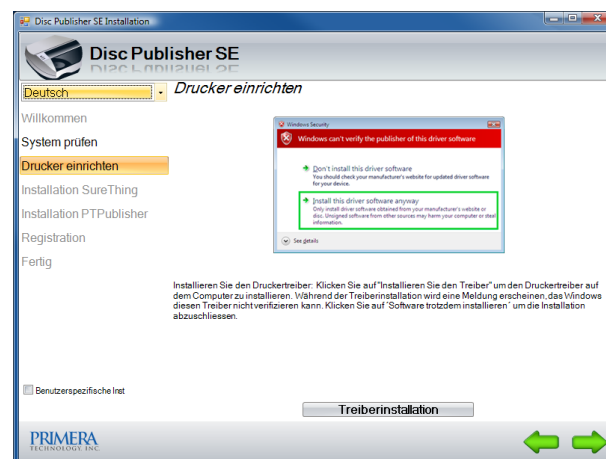 Disc Publisher SE Installation
Disc Publisher SE
Deutsch
Drucker einrichten
Willkommen
System prüfen
Drucker einrichten
Installation SureThing
Installation PTPublisher
Registration
Fertig
Windows Security
Windows can't verify the publisher of this driver software
Don't install this driver software
You should check your manufacturer's website for updated driver software
for your device.
Install this driver software anyway
Only install driver software obtained from your manufacturer's website or
disc. Unsigned software from other sources may harm your computer or steal
information.
See details
Installieren Sie den Druckertreiber: Klicken Sie auf "Installieren Sie den Treiber" um den Druckertreiber auf
dem Computer zu installieren. Während der Treiberinstallation wird eine Meldung erscheinen, das Windows
diesen Treiber nicht verifizieren kann. Klicken Sie auf ´Software trotzdem installieren´ um die Installation
abzuschliessen.
Benutzerspezifische Inst
Treiberinstallation
PRIMERA
TECHNOLOGY, INC.